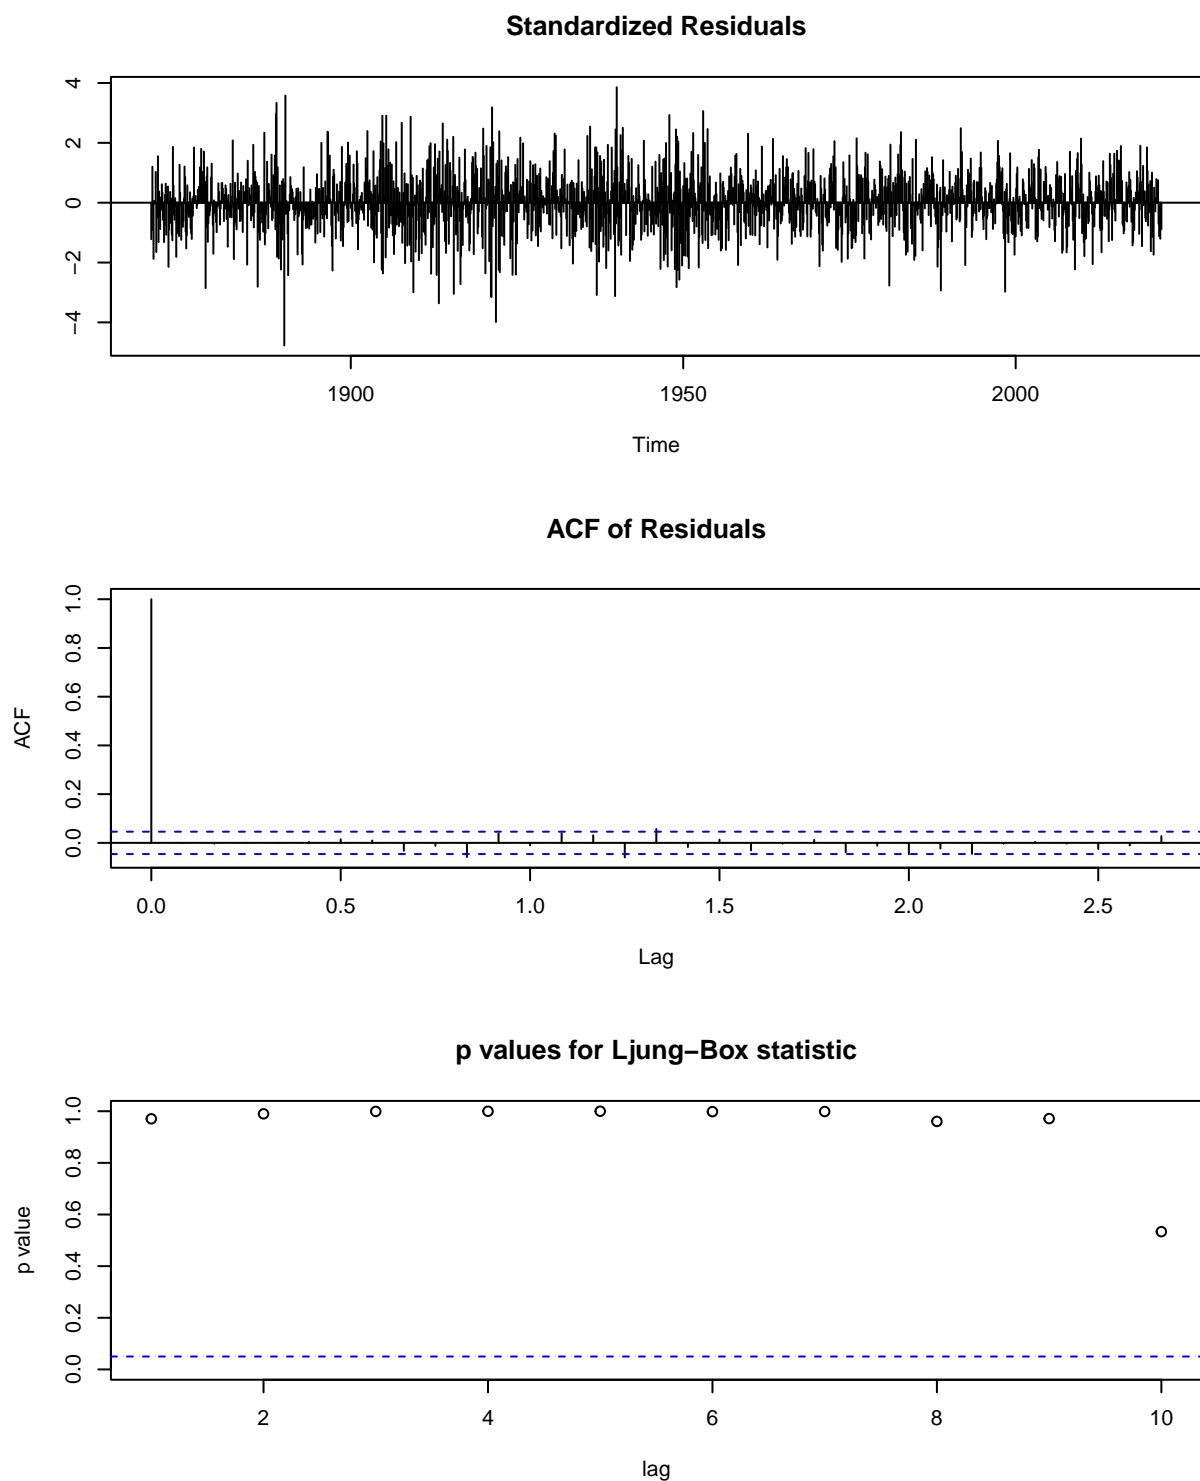 Standardized Residuals
4
2
0
−2
−4
1900 1950 2000
Time
ACF of Residuals
1.0
0.8
0.6
0.4
0.2
0.0
ACF
0.0 0.5 1.0 1.5 2.0 2.5
Lag
p values for Ljung−Box statistic
1.0
0.8
0.6
0.4
0.2
0.0
p value
2 4 6 8 10
lag